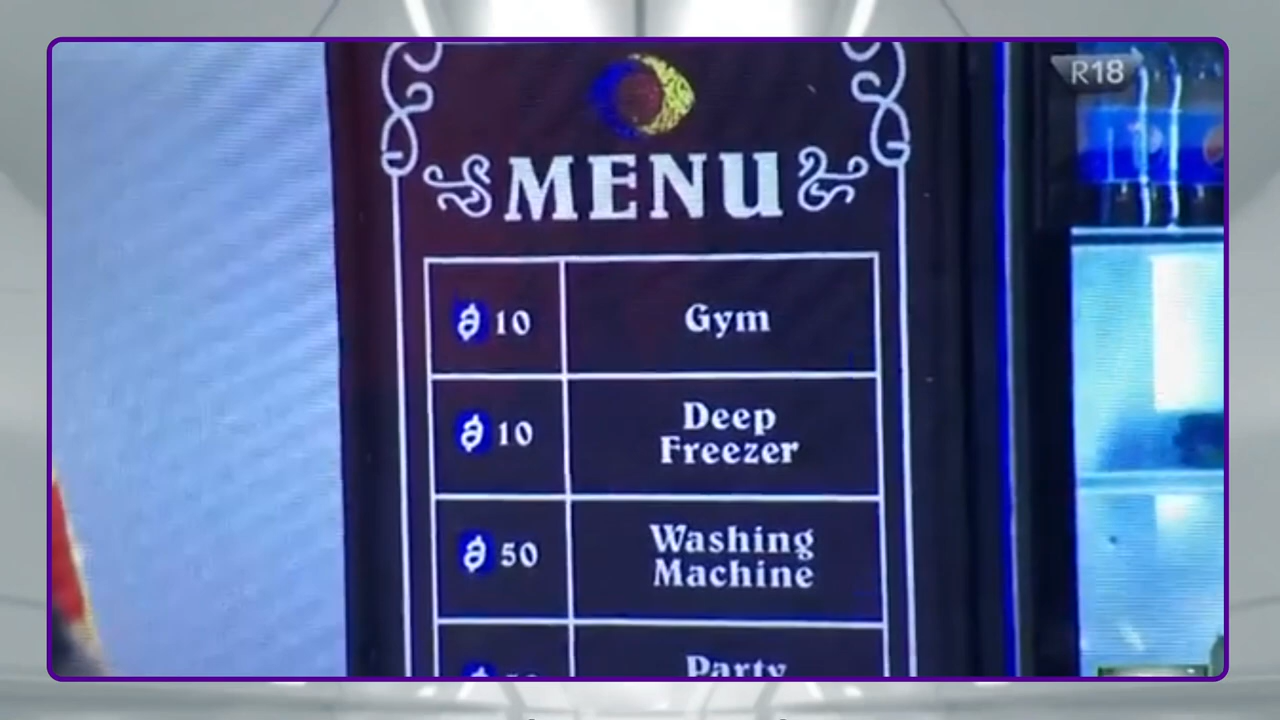 R18
MENU
10 Gym
10 Deep
Freezer
50 Washing
Machine
Party